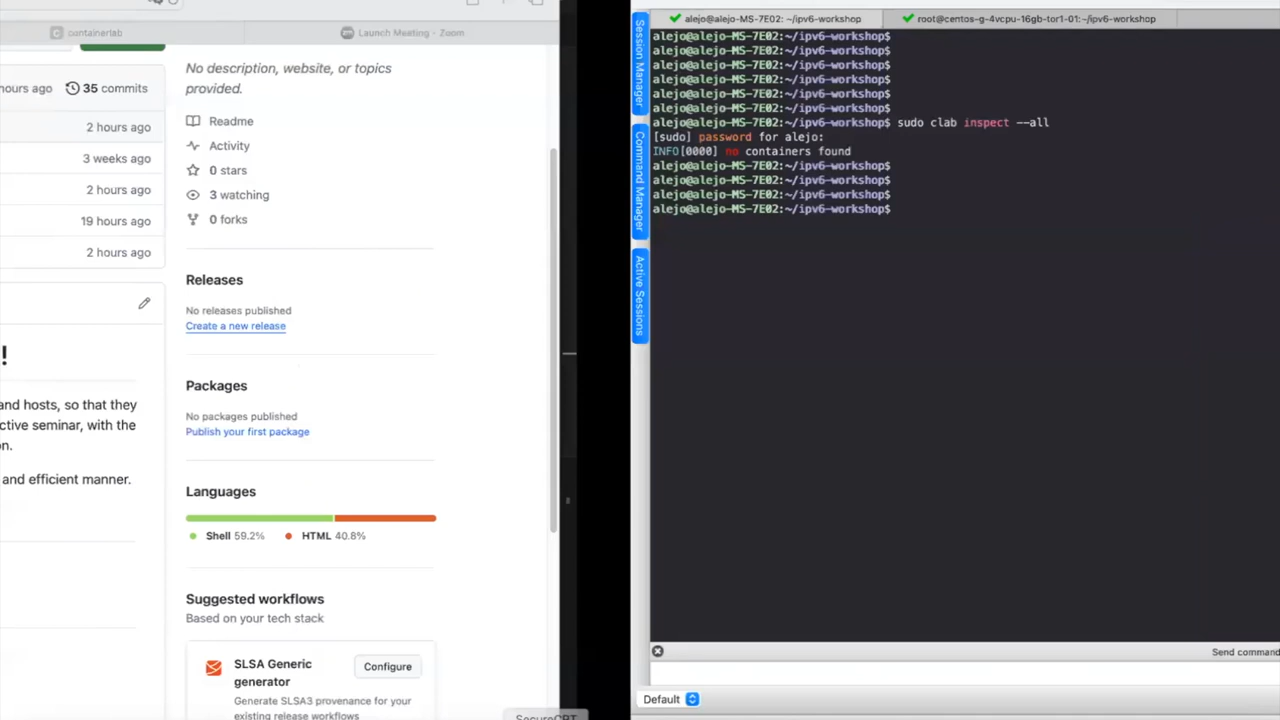 containerlab
Launch Meeting - Zoom
hours ago
35 commits
2 hours ago
3 weeks ago
2 hours ago
19 hours ago
2 hours ago
!
and hosts, so that they
ctive seminar, with the
on.
and efficient manner.
No description, website, or topics
provided.
Readme
Activity
0 stars
3 watching
0 forks
Releases
No releases published
Create a new release
Packages
No packages published
Publish your first package
Languages
Shell 59.2%
HTML 40.8%
Suggested workflows
Based on your tech stack
SLSA Generic
generator
Configure
Generate SLSA3 provenance for your
existing release workflows
SecureCRT
Session Manager
Command Manager
Active Sessions
alejo@alejo-MS-7E02: ~/ipv6-workshop
root@centos-g-4vcpu-16gb-tor1-01:~/ipv6-workshop
alejo@alejo-MS-7E02:~/ipv6-workshop$
alejo@alejo-MS-7E02:~/ipv6-workshop$
alejo@alejo-MS-7E02:~/ipv6-workshop$
alejo@alejo-MS-7E02:~/ipv6-workshop$
alejo@alejo-MS-7E02:~/ipv6-workshop$
alejo@alejo-MS-7E02:~/ipv6-workshop$
alejo@alejo-MS-7E02:~/ipv6-workshop$ sudo clab inspect --all
[sudo] password for alejo:
INFO[0000] no containers found
alejo@alejo-MS-7E02:~/ipv6-workshop$
alejo@alejo-MS-7E02:~/ipv6-workshop$
alejo@alejo-MS-7E02:~/ipv6-workshop$
alejo@alejo-MS-7E02:~/ipv6-workshop$
Send command
Default